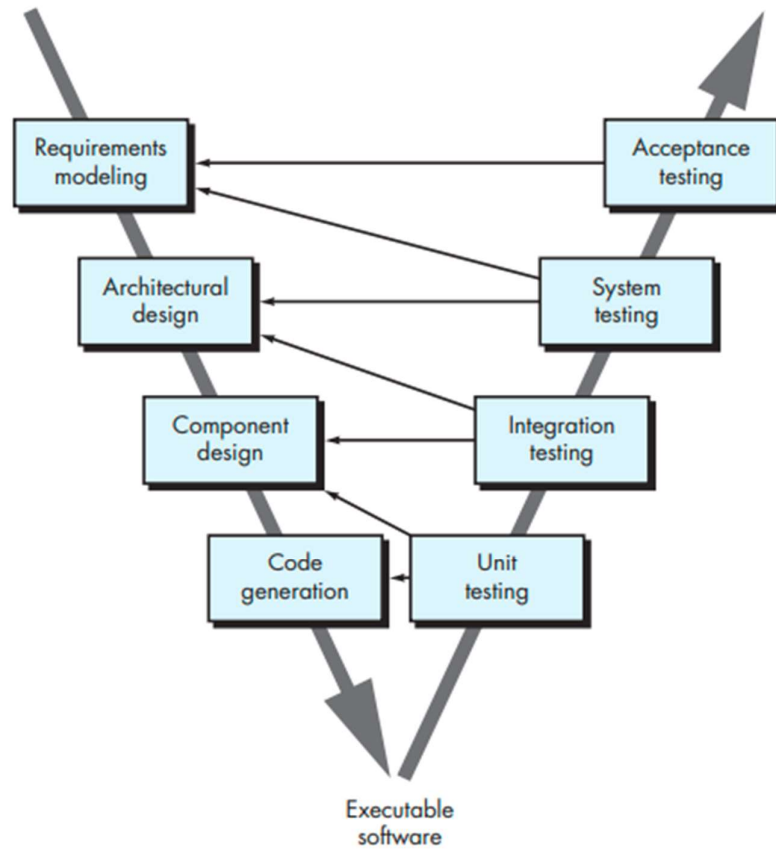 Requirements
modeling
Acceptance
testing
Architectural
design
System
testing
Component
design
Integration
testing
Code
generation
Unit
testing
Executable
software